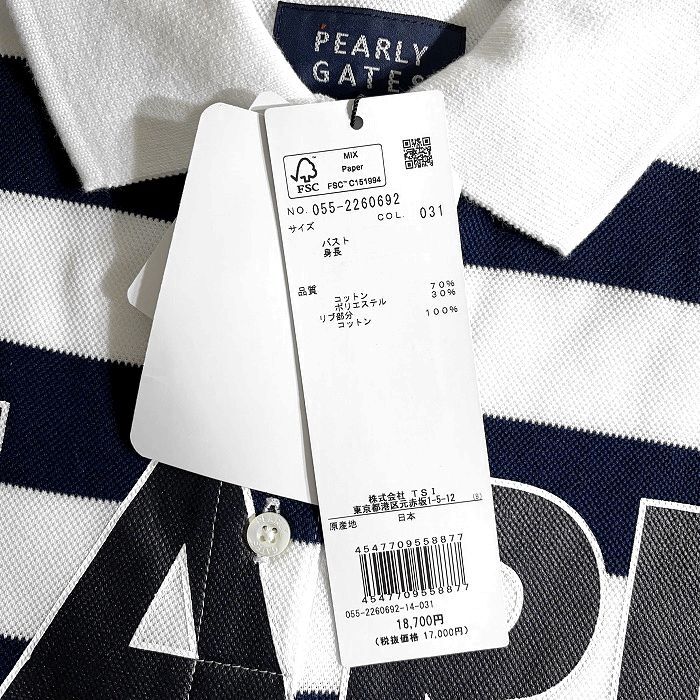 PEARLY
GATES
MIX
Paper
FSC™ C151994
FSC
NO. 055-2260692
サイズ COL. 031
バスト
身長
品質
コットン 70%
ポリエステル 30%
リブ部分
コットン 100%
株式会社 TSI
東京都港区元赤坂1-5-12 (8)
原産地 日本
4547709558877
4547709558877
055-2260692-14-031
18,700円
(税抜価格 17,000円)